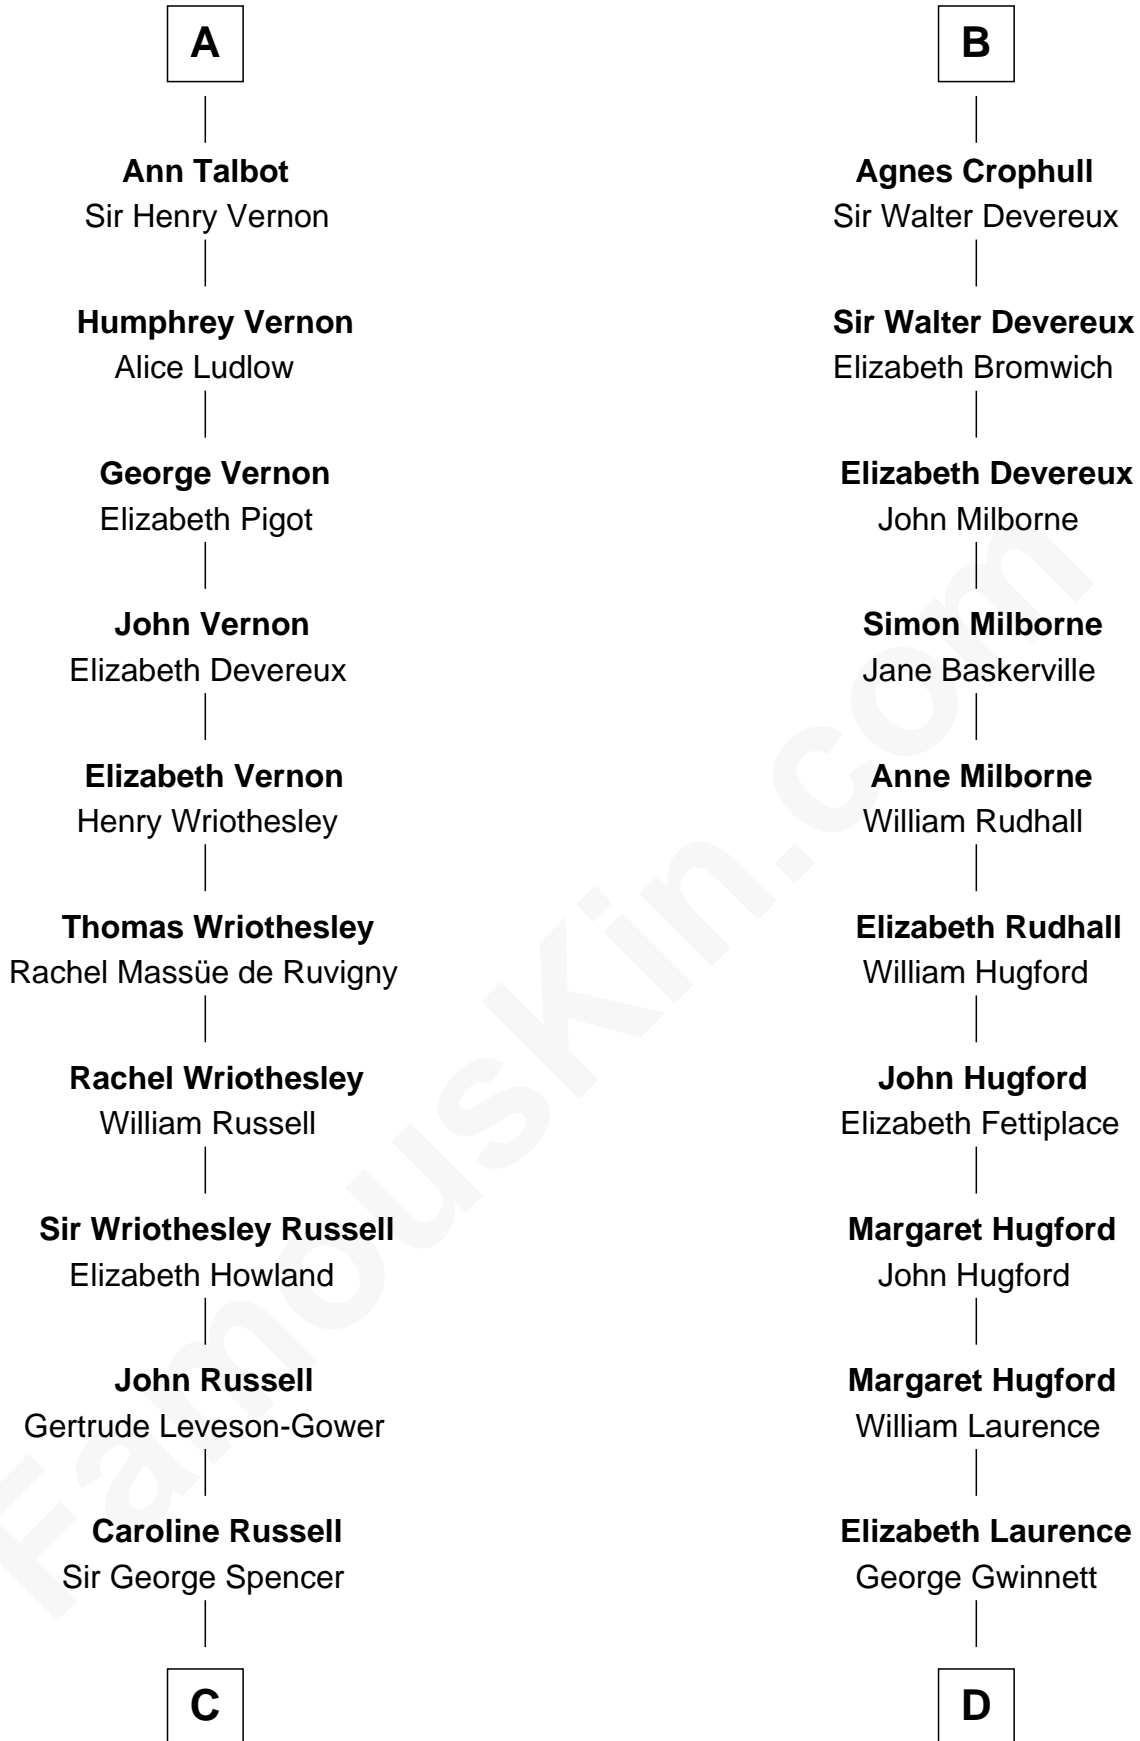 A
Ann Talbot
Sir Henry Vernon
Humphrey Vernon
Alice Ludlow
George Vernon
Elizabeth Pigot
John Vernon
Elizabeth Devereux
Elizabeth Vernon
Henry Wriothesley
Thomas Wriothesley
Rachel Massüe de Ruvigny
Rachel Wriothesley
William Russell
Sir Wriothesley Russell
Elizabeth Howland
John Russell
Gertrude Leveson-Gower
Caroline Russell
Sir George Spencer
C
B
Agnes Crophull
Sir Walter Devereux
Sir Walter Devereux
Elizabeth Bromwich
Elizabeth Devereux
John Milborne
Simon Milborne
Jane Baskerville
Anne Milborne
William Rudhall
Elizabeth Rudhall
William Hugford
John Hugford
Elizabeth Fettiplace
Margaret Hugford
John Hugford
Margaret Hugford
William Laurence
Elizabeth Laurence
George Gwinnett
D
FamousKin.com